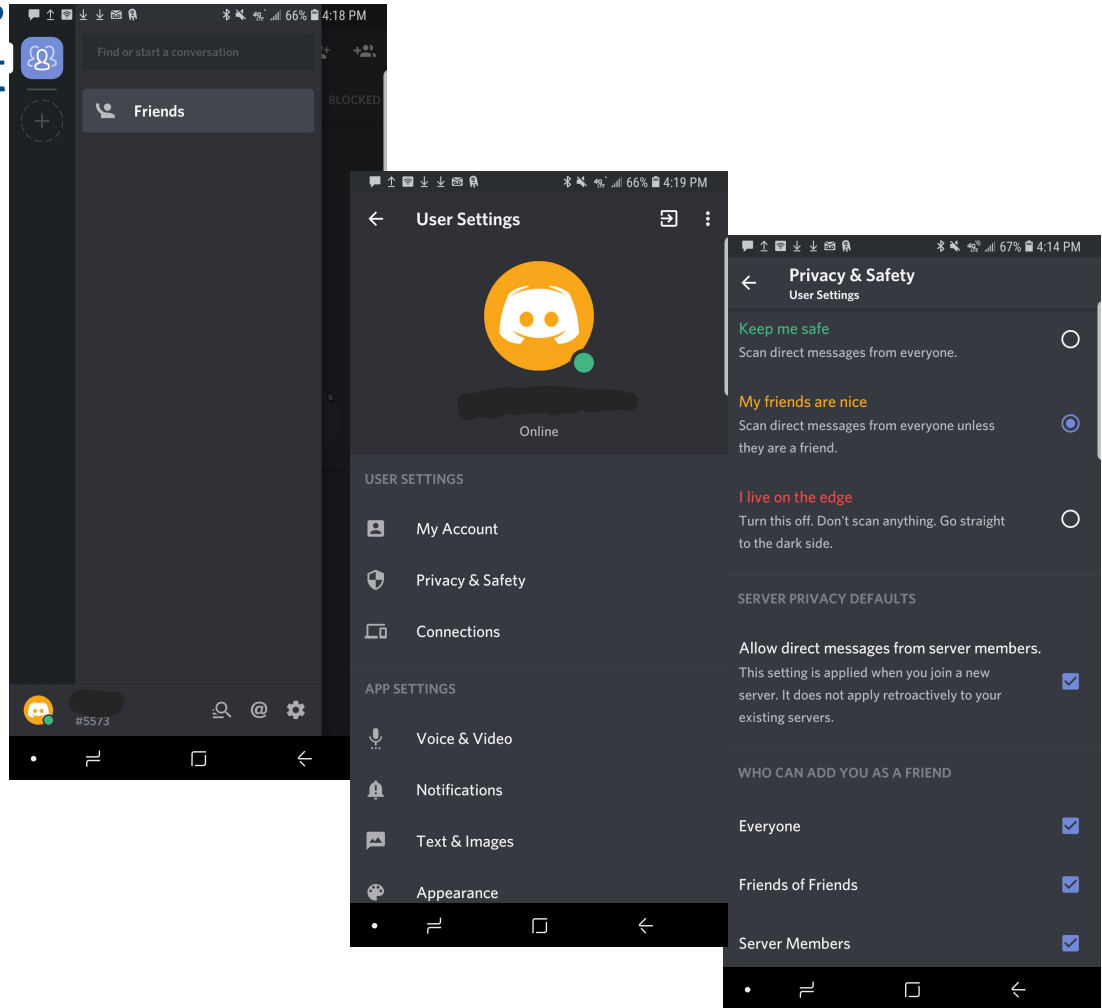 66% 4:18 PM
Find or start a conversation
BLOCKED
Friends
#5573
@
66% 4:19 PM
User Settings
Online
USER SETTINGS
My Account
Privacy & Safety
Connections
APP SETTINGS
Voice & Video
Notifications
Text & Images
Appearance
67% 4:14 PM
Privacy & Safety
User Settings
Keep me safe
Scan direct messages from everyone.
My friends are nice
Scan direct messages from everyone unless
they are a friend.
I live on the edge
Turn this off. Don't scan anything. Go straight
to the dark side.
SERVER PRIVACY DEFAULTS
Allow direct messages from server members.
This setting is applied when you join a new
server. It does not apply retroactively to your
existing servers.
WHO CAN ADD YOU AS A FRIEND
Everyone
Friends of Friends
Server Members